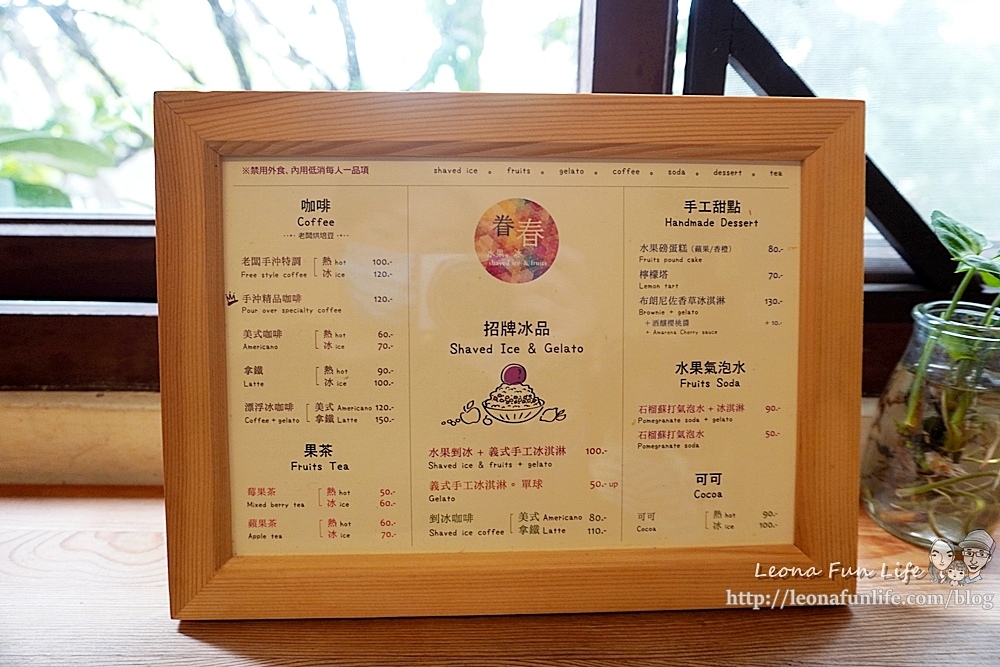 ※禁用外食、內用低消每人一品項
shaved ice 。 fruits 。 gelato 。 coffee 。 soda 。 dessert 。 tea
咖啡
Coffee
老闆烘焙豆
老闆手沖特調 熱 hot 100.-
Free style coffee 冰 ice 120.-
手沖精品咖啡 120.-
Pour over specialty coffee
美式咖啡 熱 hot 60.-
Americano 冰 ice 70.-
拿鐵 熱 hot 90.-
Latte 冰 ice 100.-
漂浮冰咖啡 美式 Americano 120.-
Coffee + gelato 拿鐵 Latte 150.-
果茶
Fruits Tea
莓果茶 熱 hot 50.-
Mixed berry tea 冰 ice 60.-
蘋果茶 熱 hot 60.-
Apple tea 冰 ice 70.-
眷春
水果。冰
shaved ice & fruits
招牌冰品
Shaved Ice & Gelato
水果剉冰 + 義式手工冰淇淋 100.-
Shaved ice & fruits + gelato
義式手工冰淇淋。單球 50.- up
Gelato
剉冰咖啡 美式 Americano 80.-
Shaved ice coffee 拿鐵 Latte 110.-
手工甜點
Handmade Dessert
水果磅蛋糕 (蘋果/香橙) 80.-
Fruits pound cake
檸檬塔 70.-
Lemon tart
布朗尼佐香草冰淇淋 130.-
Brownie + gelato
+ 酒釀櫻桃醬 + 10.-
+ Amarena Cherry sauce
水果氣泡水
Fruits Soda
石榴蘇打氣泡水 + 冰淇淋 90.-
Pomegranate soda + gelato
石榴蘇打氣泡水 50.-
Pomegranate soda
可可
Cocoa
可可 熱 hot 90.-
Cocoa 冰 ice 100.-
Leona Fun Life
http://leonafunlife.com/blog